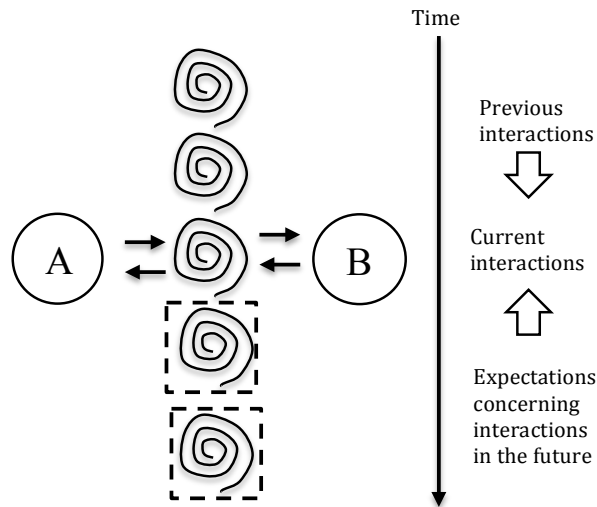 Time
Previous
interactions
A
B
Current
interactions
Expectations
concerning
interactions
in the future